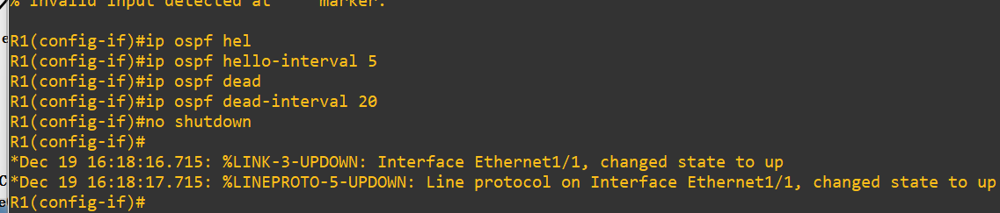 % Invalid input detected at marker.
R1(config-if)#ip ospf hel
R1(config-if)#ip ospf hello-interval 5
R1(config-if)#ip ospf dead
R1(config-if)#ip ospf dead-interval 20
R1(config-if)#no shutdown
R1(config-if)#
*Dec 19 16:18:16.715: %LINK-3-UPDOWN: Interface Ethernet1/1, changed state to up
*Dec 19 16:18:17.715: %LINEPROTO-5-UPDOWN: Line protocol on Interface Ethernet1/1, changed state to up
R1(config-if)#